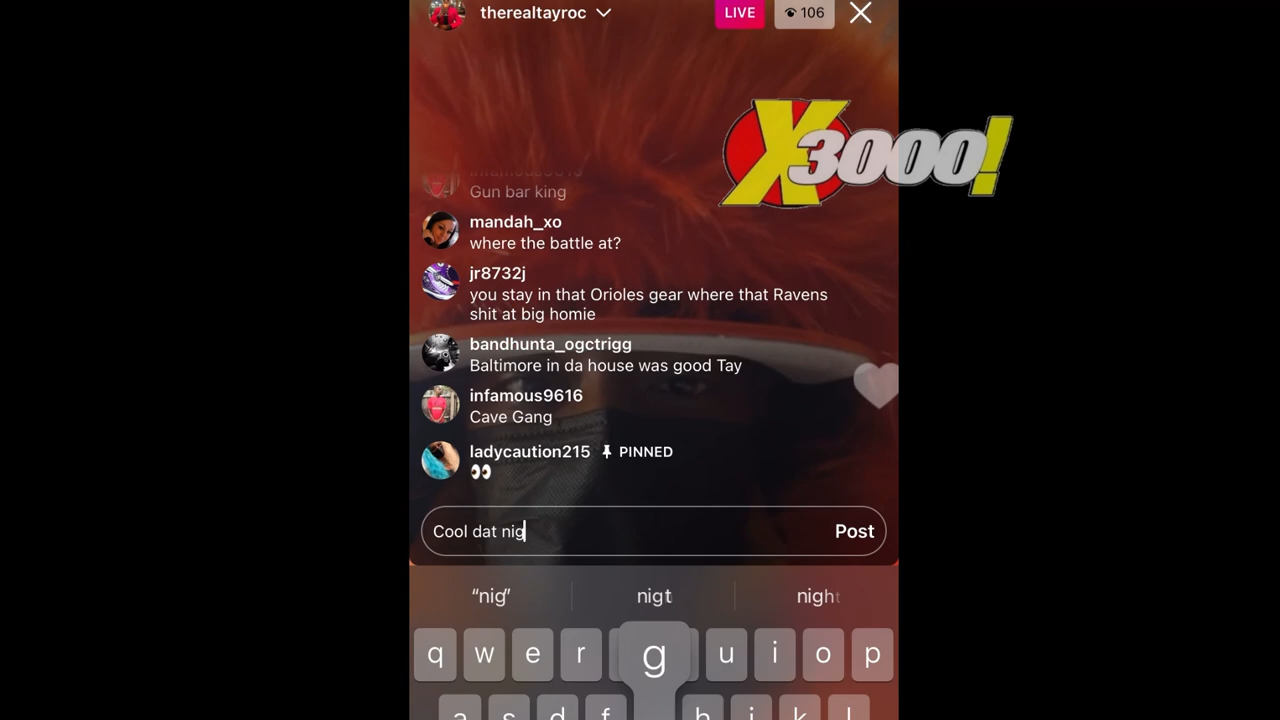 therealtayroc
LIVE
106
X3000!
Gun bar king
mandah_xo
where the battle at?
jr8732j
you stay in that Orioles gear where that Ravens
shit at big homie
bandhunta_ogctrigg
Baltimore in da house was good Tay
infamous9616
Cave Gang
ladycaution215 PINNED
👀
Cool dat nig Post
“nig” nigt night
q w e r g u i o p
a s d f h j k l